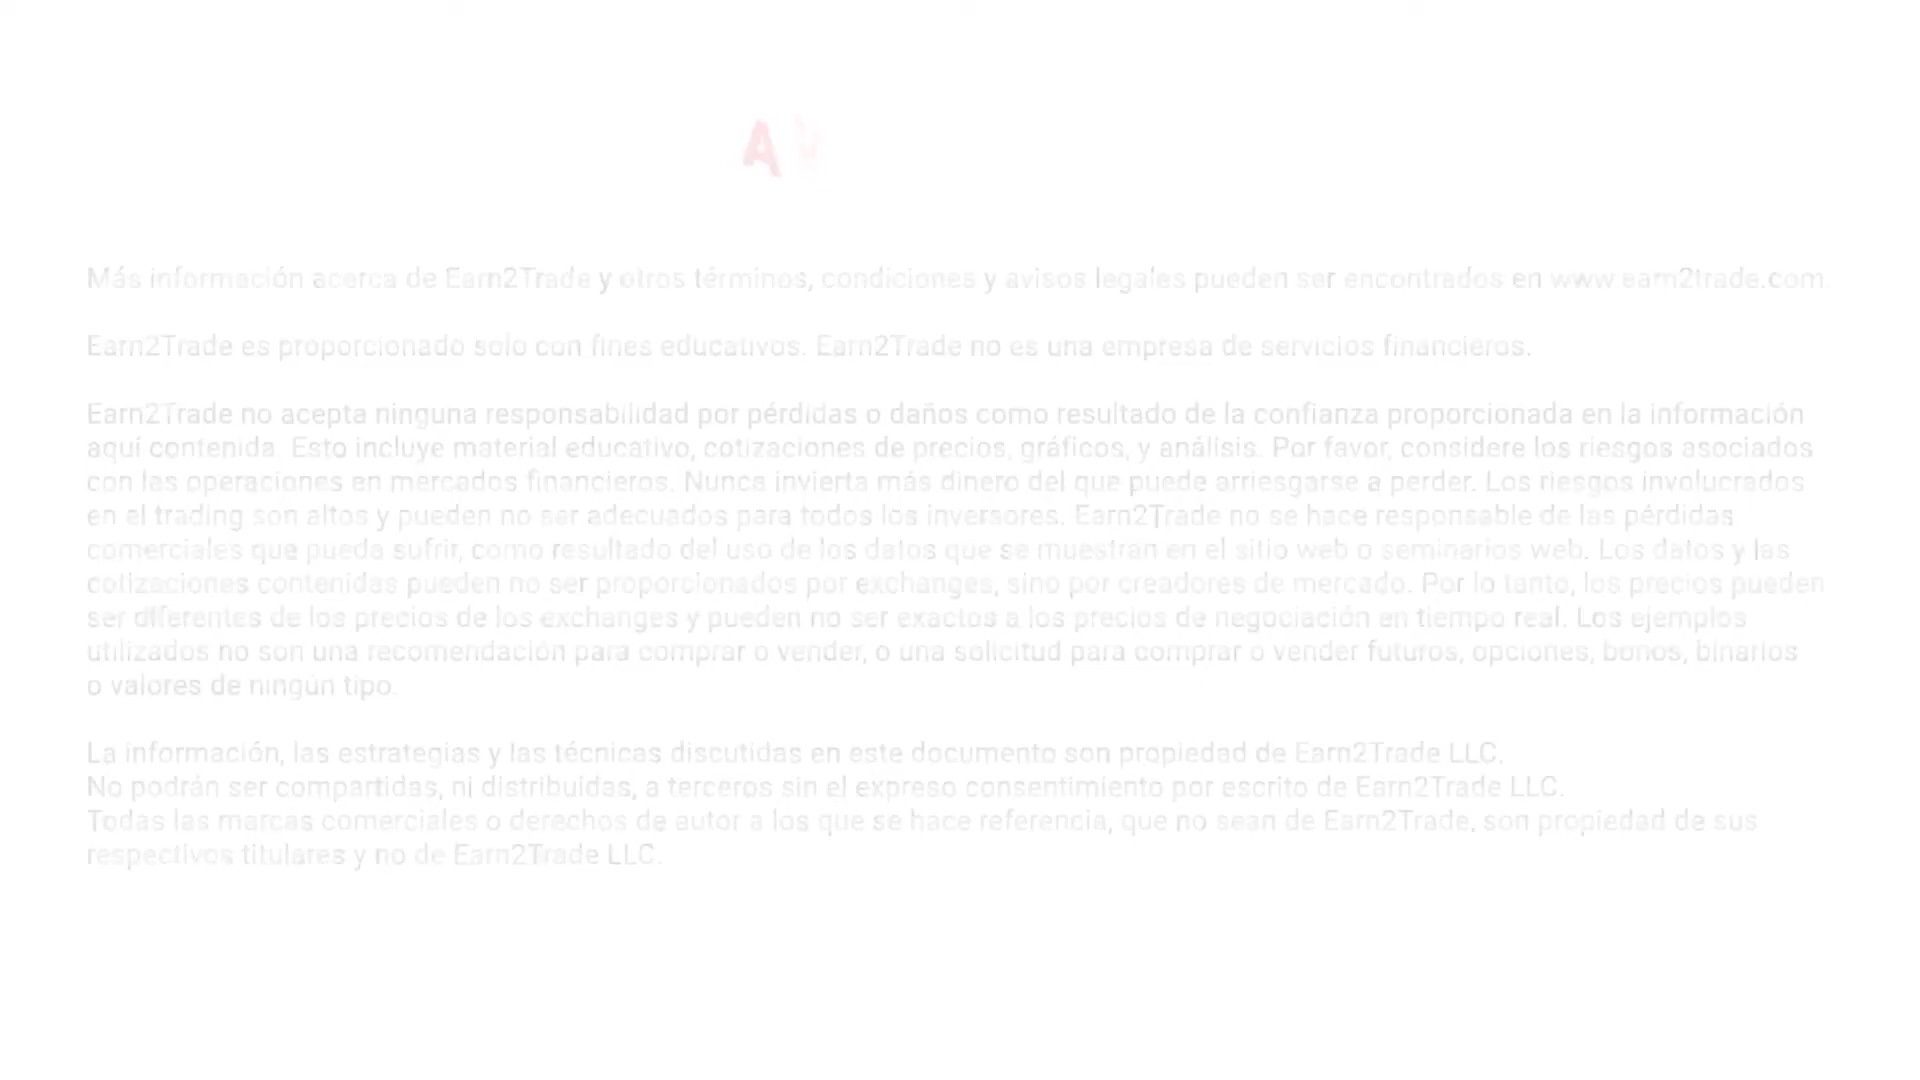 A
Más información acerca de Earn2Trade y otros términos, condiciones y avisos legales pueden ser encontrados en www.earn2trade.com.
Earn2Trade es proporcionado solo con fines educativos. Earn2Trade no es una empresa de servicios financieros.
Earn2Trade no acepta ninguna responsabilidad por pérdidas o daños como resultado de la confianza proporcionada en la información
aquí contenida. Esto incluye material educativo, cotizaciones de precios, gráficos, y análisis. Por favor, considere los riesgos asociados
con las operaciones en mercados financieros. Nunca invierta más dinero del que puede arriesgarse a perder. Los riesgos involucrados
en el trading son altos y pueden no ser adecuados para todos los inversores. Earn2Trade no se hace responsable de las pérdidas
comerciales que pueda sufrir, como resultado del uso de los datos que se muestran en el sitio web o seminarios web. Los datos y las
cotizaciones contenidas pueden no ser proporcionados por exchanges, sino por creadores de mercado. Por lo tanto, los precios pueden
ser diferentes de los precios de los exchanges y pueden no ser exactos a los precios de negociación en tiempo real. Los ejemplos
utilizados no son una recomendación para comprar o vender, o una solicitud para comprar o vender futuros, opciones, bonos, binarios
o valores de ningún tipo.
La información, las estrategias y las técnicas discutidas en este documento son propiedad de Earn2Trade LLC.
No podrán ser compartidas, ni distribuidas, a terceros sin el expreso consentimiento por escrito de Earn2Trade LLC.
Todas las marcas comerciales o derechos de autor a los que se hace referencia, que no sean de Earn2Trade, son propiedad de sus
respectivos titulares y no de Earn2Trade LLC.